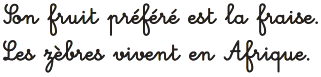 Son fruit préféré est la fraise.
Les zèbres vivent en Afrique.